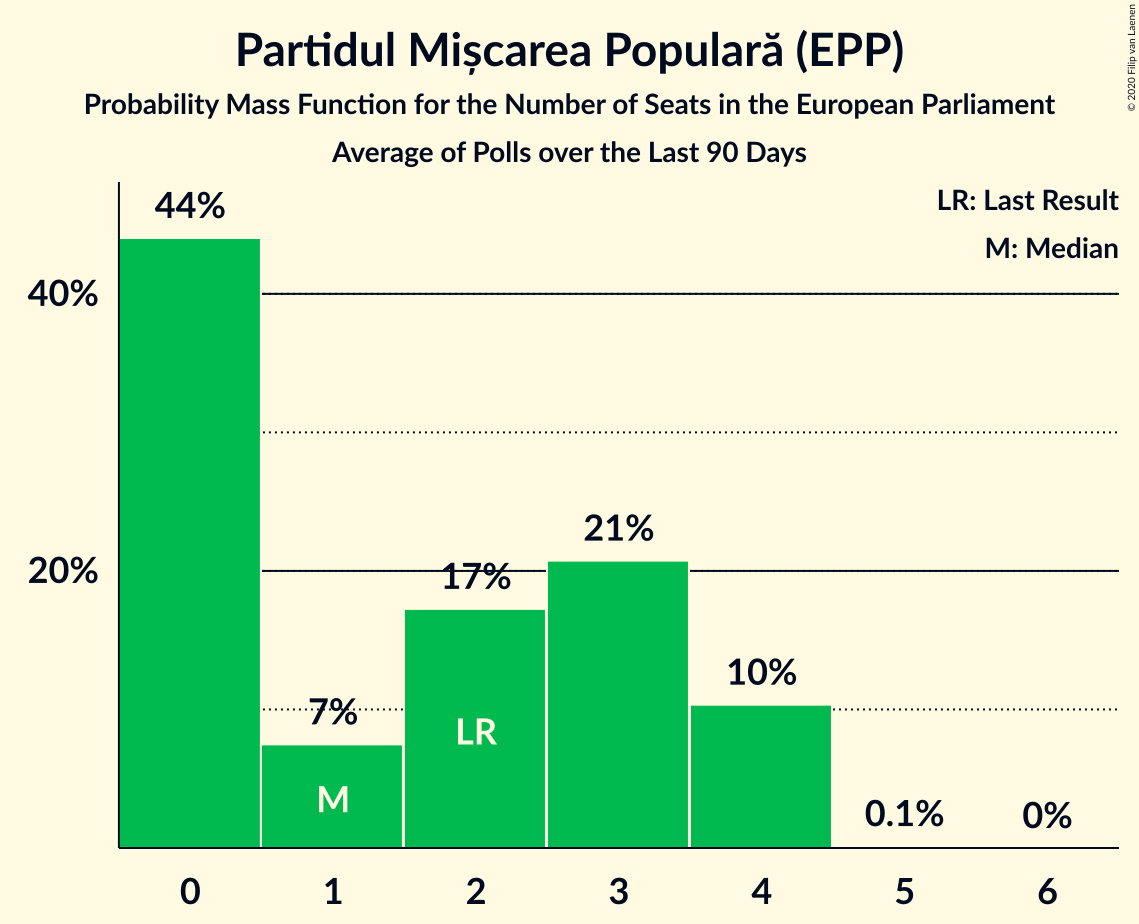 Partidul Mișcarea Populară (EPP)
Probability Mass Function for the Number of Seats in the European Parliament
Average of Polls over the Last 90 Days
© 2020 Filip van Laenen
LR: Last Result
M: Median
44%
40%
21%
20%
17%
10%
7%
LR
M
0.1%
0%
0 1 2 3 4 5 6